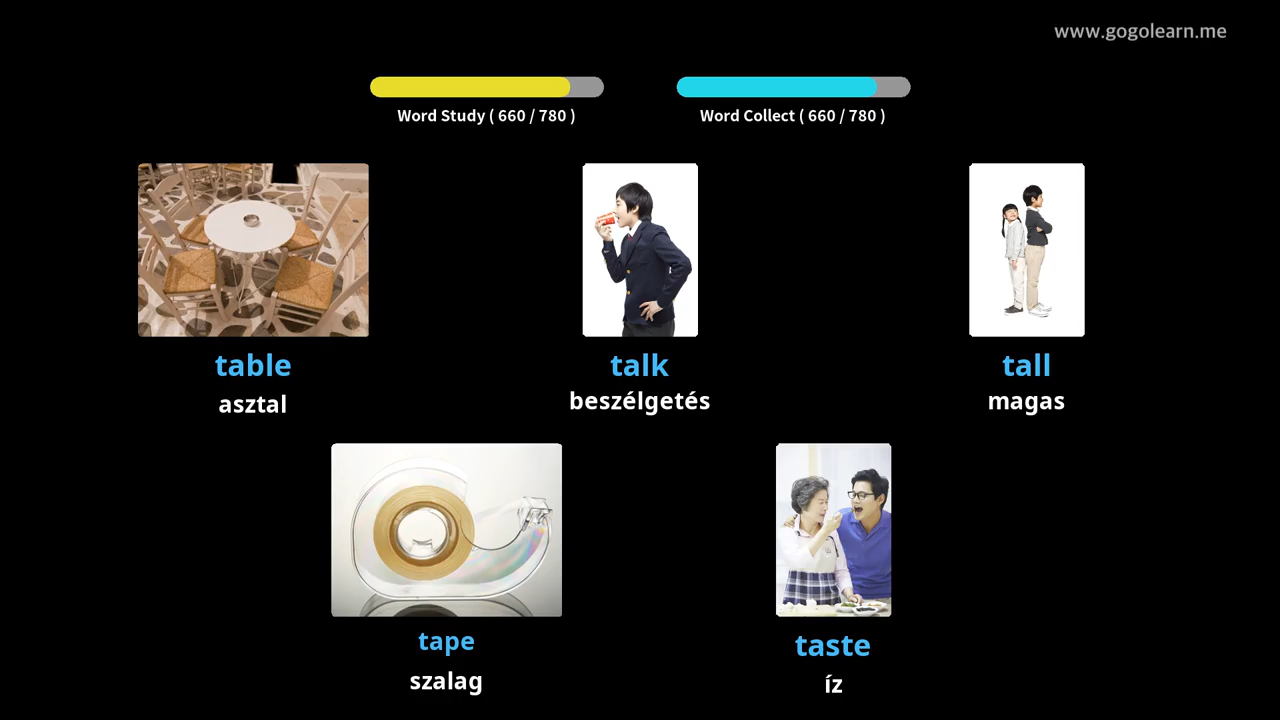 www.gogolearn.me
Word Study ( 660 / 780 )
Word Collect ( 660 / 780 )
table
asztal
talk
beszélgetés
tall
magas
tape
szalag
taste
íz